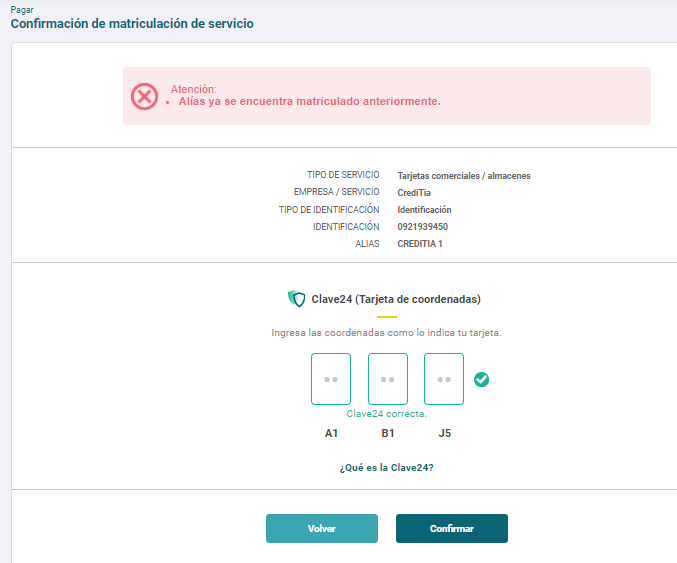 Pagar
Confirmación de matriculación de servicio
Atención:
• Alías ya se encuentra matriculado anteriormente.
TIPO DE SERVICIO Tarjetas comerciales / almacenes
EMPRESA / SERVICIO CrediTia
TIPO DE IDENTIFICACIÓN Identificación
IDENTIFICACIÓN 0921939450
ALIAS CREDITIA 1
Clave24 (Tarjeta de coordenadas)
Ingresa las coordenadas como lo indica tu tarjeta.
Clave24 correcta.
A1 B1 J5
¿Qué es la Clave24?
Volver Confirmar